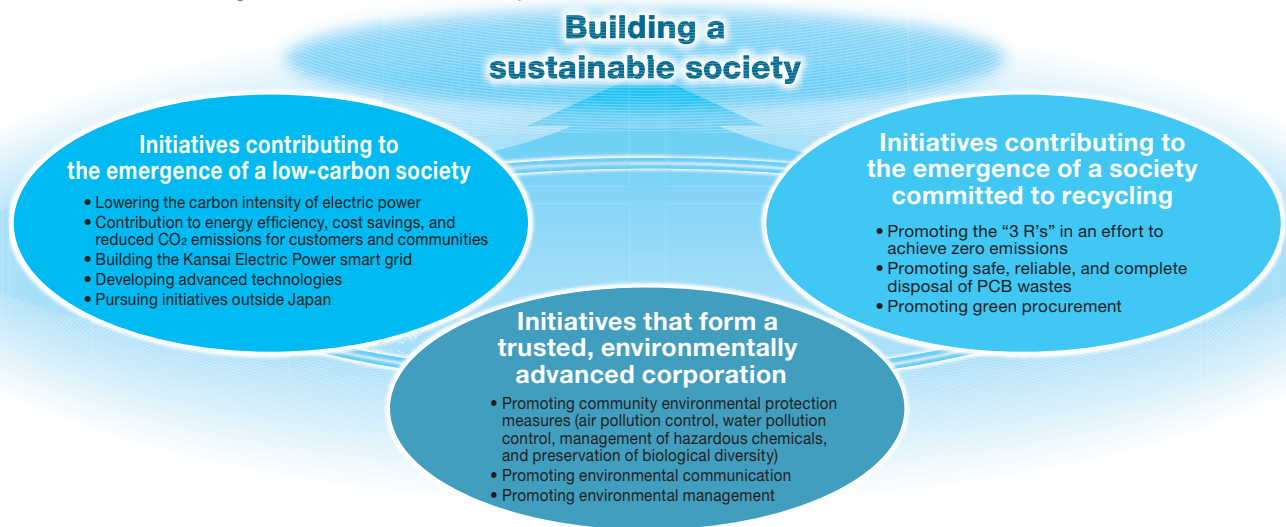 Building a
sustainable society
Initiatives contributing to
the emergence of a low-carbon society
• Lowering the carbon intensity of electric power
• Contribution to energy efficiency, cost savings, and
reduced CO₂ emissions for customers and communities
• Building the Kansai Electric Power smart grid
• Developing advanced technologies
• Pursuing initiatives outside Japan
Initiatives contributing to
the emergence of a society
committed to recycling
• Promoting the “3 R’s” in an effort to
achieve zero emissions
• Promoting safe, reliable, and complete
disposal of PCB wastes
• Promoting green procurement
Initiatives that form a
trusted, environmentally
advanced corporation
• Promoting community environmental protection
measures (air pollution control, water pollution
control, management of hazardous chemicals,
and preservation of biological diversity)
• Promoting environmental communication
• Promoting environmental management